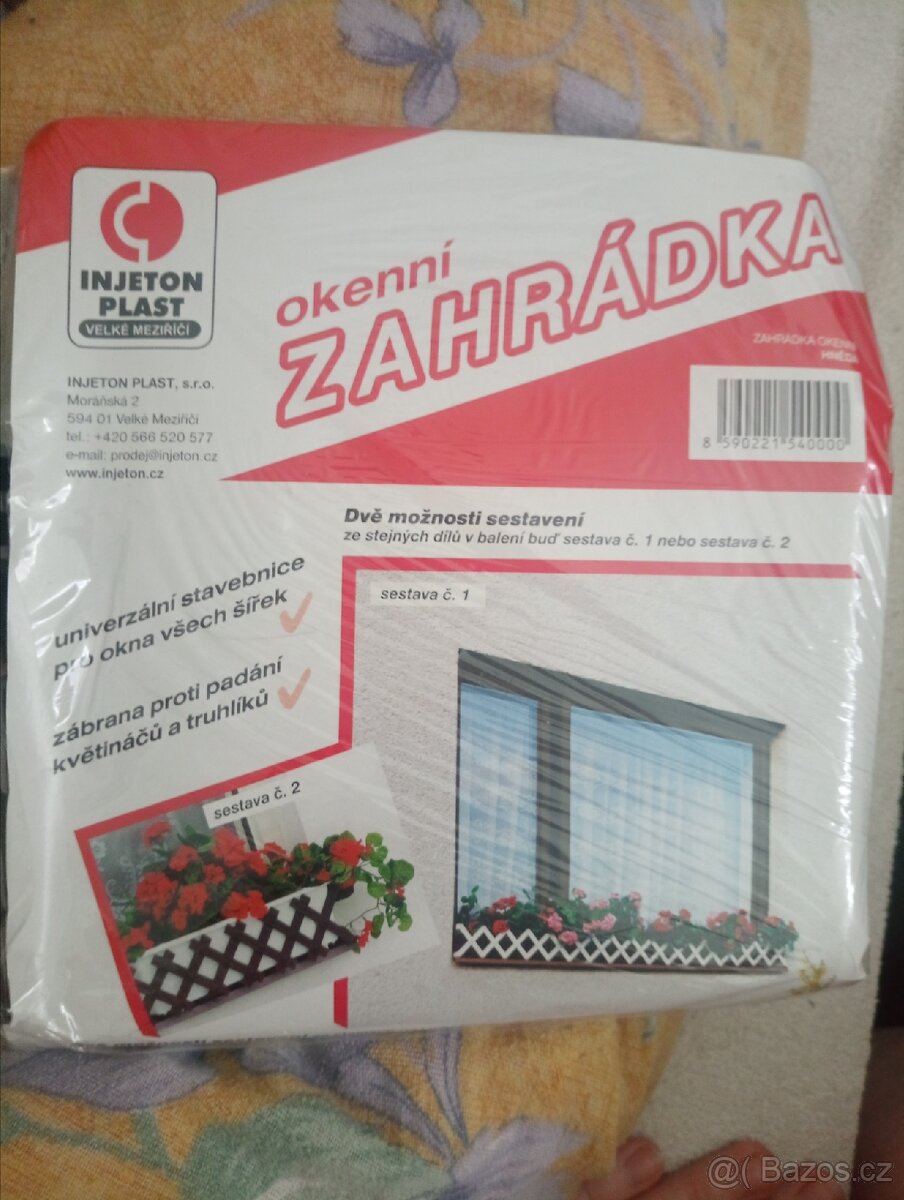 INJETON
PLAST
VELKÉ MEZIŘÍČÍ
okenní
ZAHRÁDKA
INJETON PLAST, s.r.o.
Moráňská 2
594 01 Velké Meziříčí
tel.: +420 566 520 577
e-mail: prodej@injeton.cz
www.injeton.cz
ZAHRÁDKA OKENNÍ
HNĚDÁ
8 590221 540000
Dvě možnosti sestavení
ze stejných dílů v balení buď sestava č. 1 nebo sestava č. 2
univerzální stavebnice
pro okna všech šířek
zábrana proti padání
květináčů a truhlíků
sestava č. 1
sestava č. 2
@( Bazos.cz